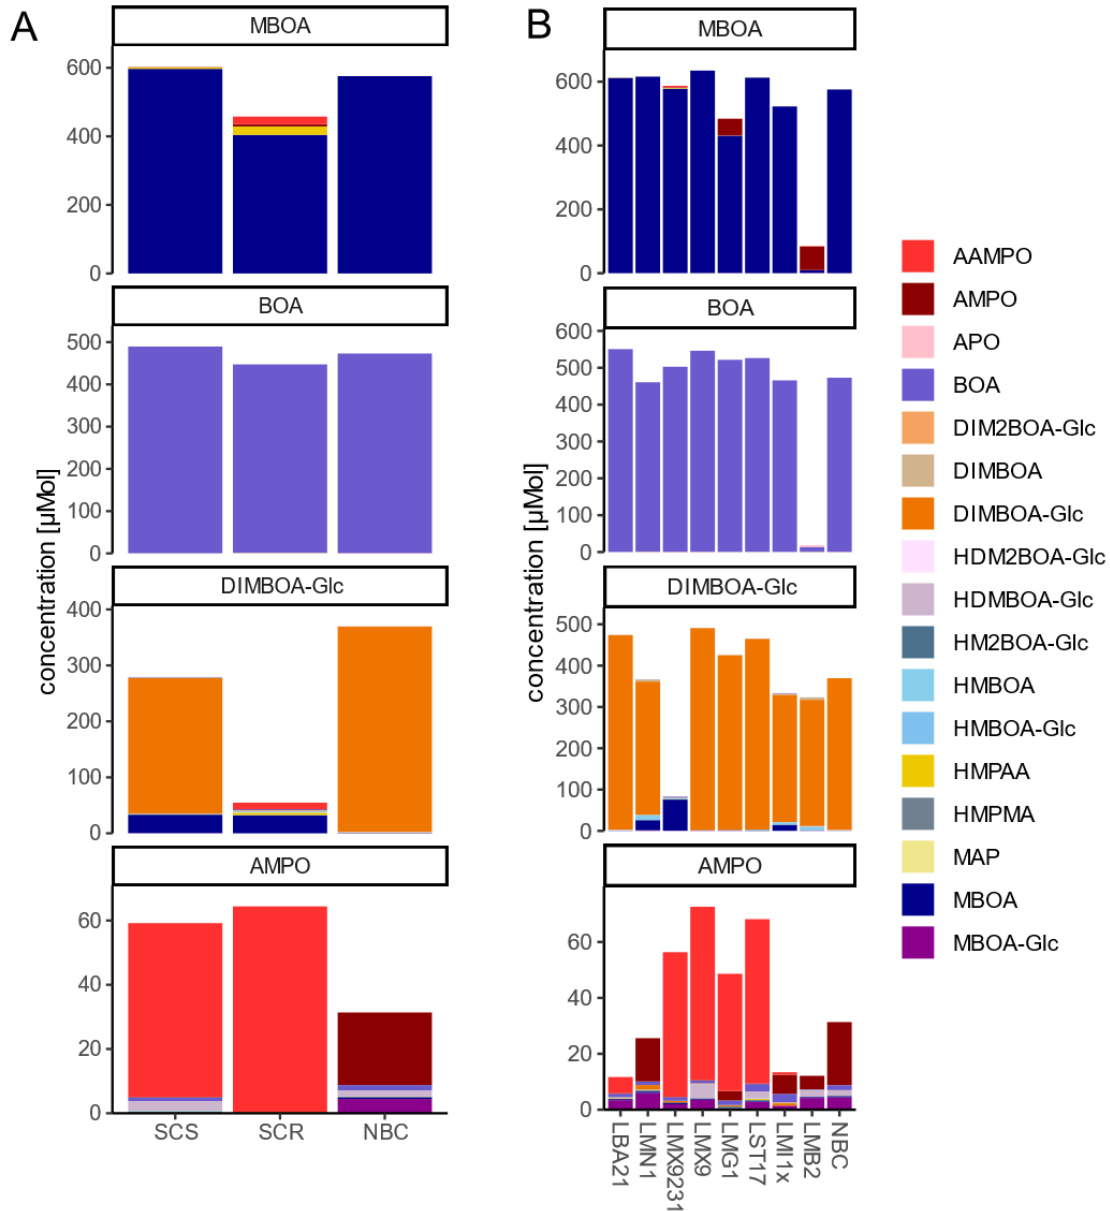 A
MBOA
600
400
200
0
BOA
500
400
300
200
100
0
DIMBOA-Glc
400
300
200
100
0
AMPO
60
40
20
0
SCS SCR NBC
concentration [µMol]
B
MBOA
600
400
200
0
BOA
600
500
400
300
200
100
0
DIMBOA-Glc
500
400
300
200
100
0
AMPO
60
40
20
0
LBA21 LMN1 LMX9231 LMX9 LMG1 LST17 LMI1x LMB2 NBC
concentration [µMol]
AAMPO
AMPO
APO
BOA
DIM2BOA-Glc
DIMBOA
DIMBOA-Glc
HDM2BOA-Glc
HDMBOA-Glc
HM2BOA-Glc
HMBOA
HMBOA-Glc
HMPAA
HMPMA
MAP
MBOA
MBOA-Glc